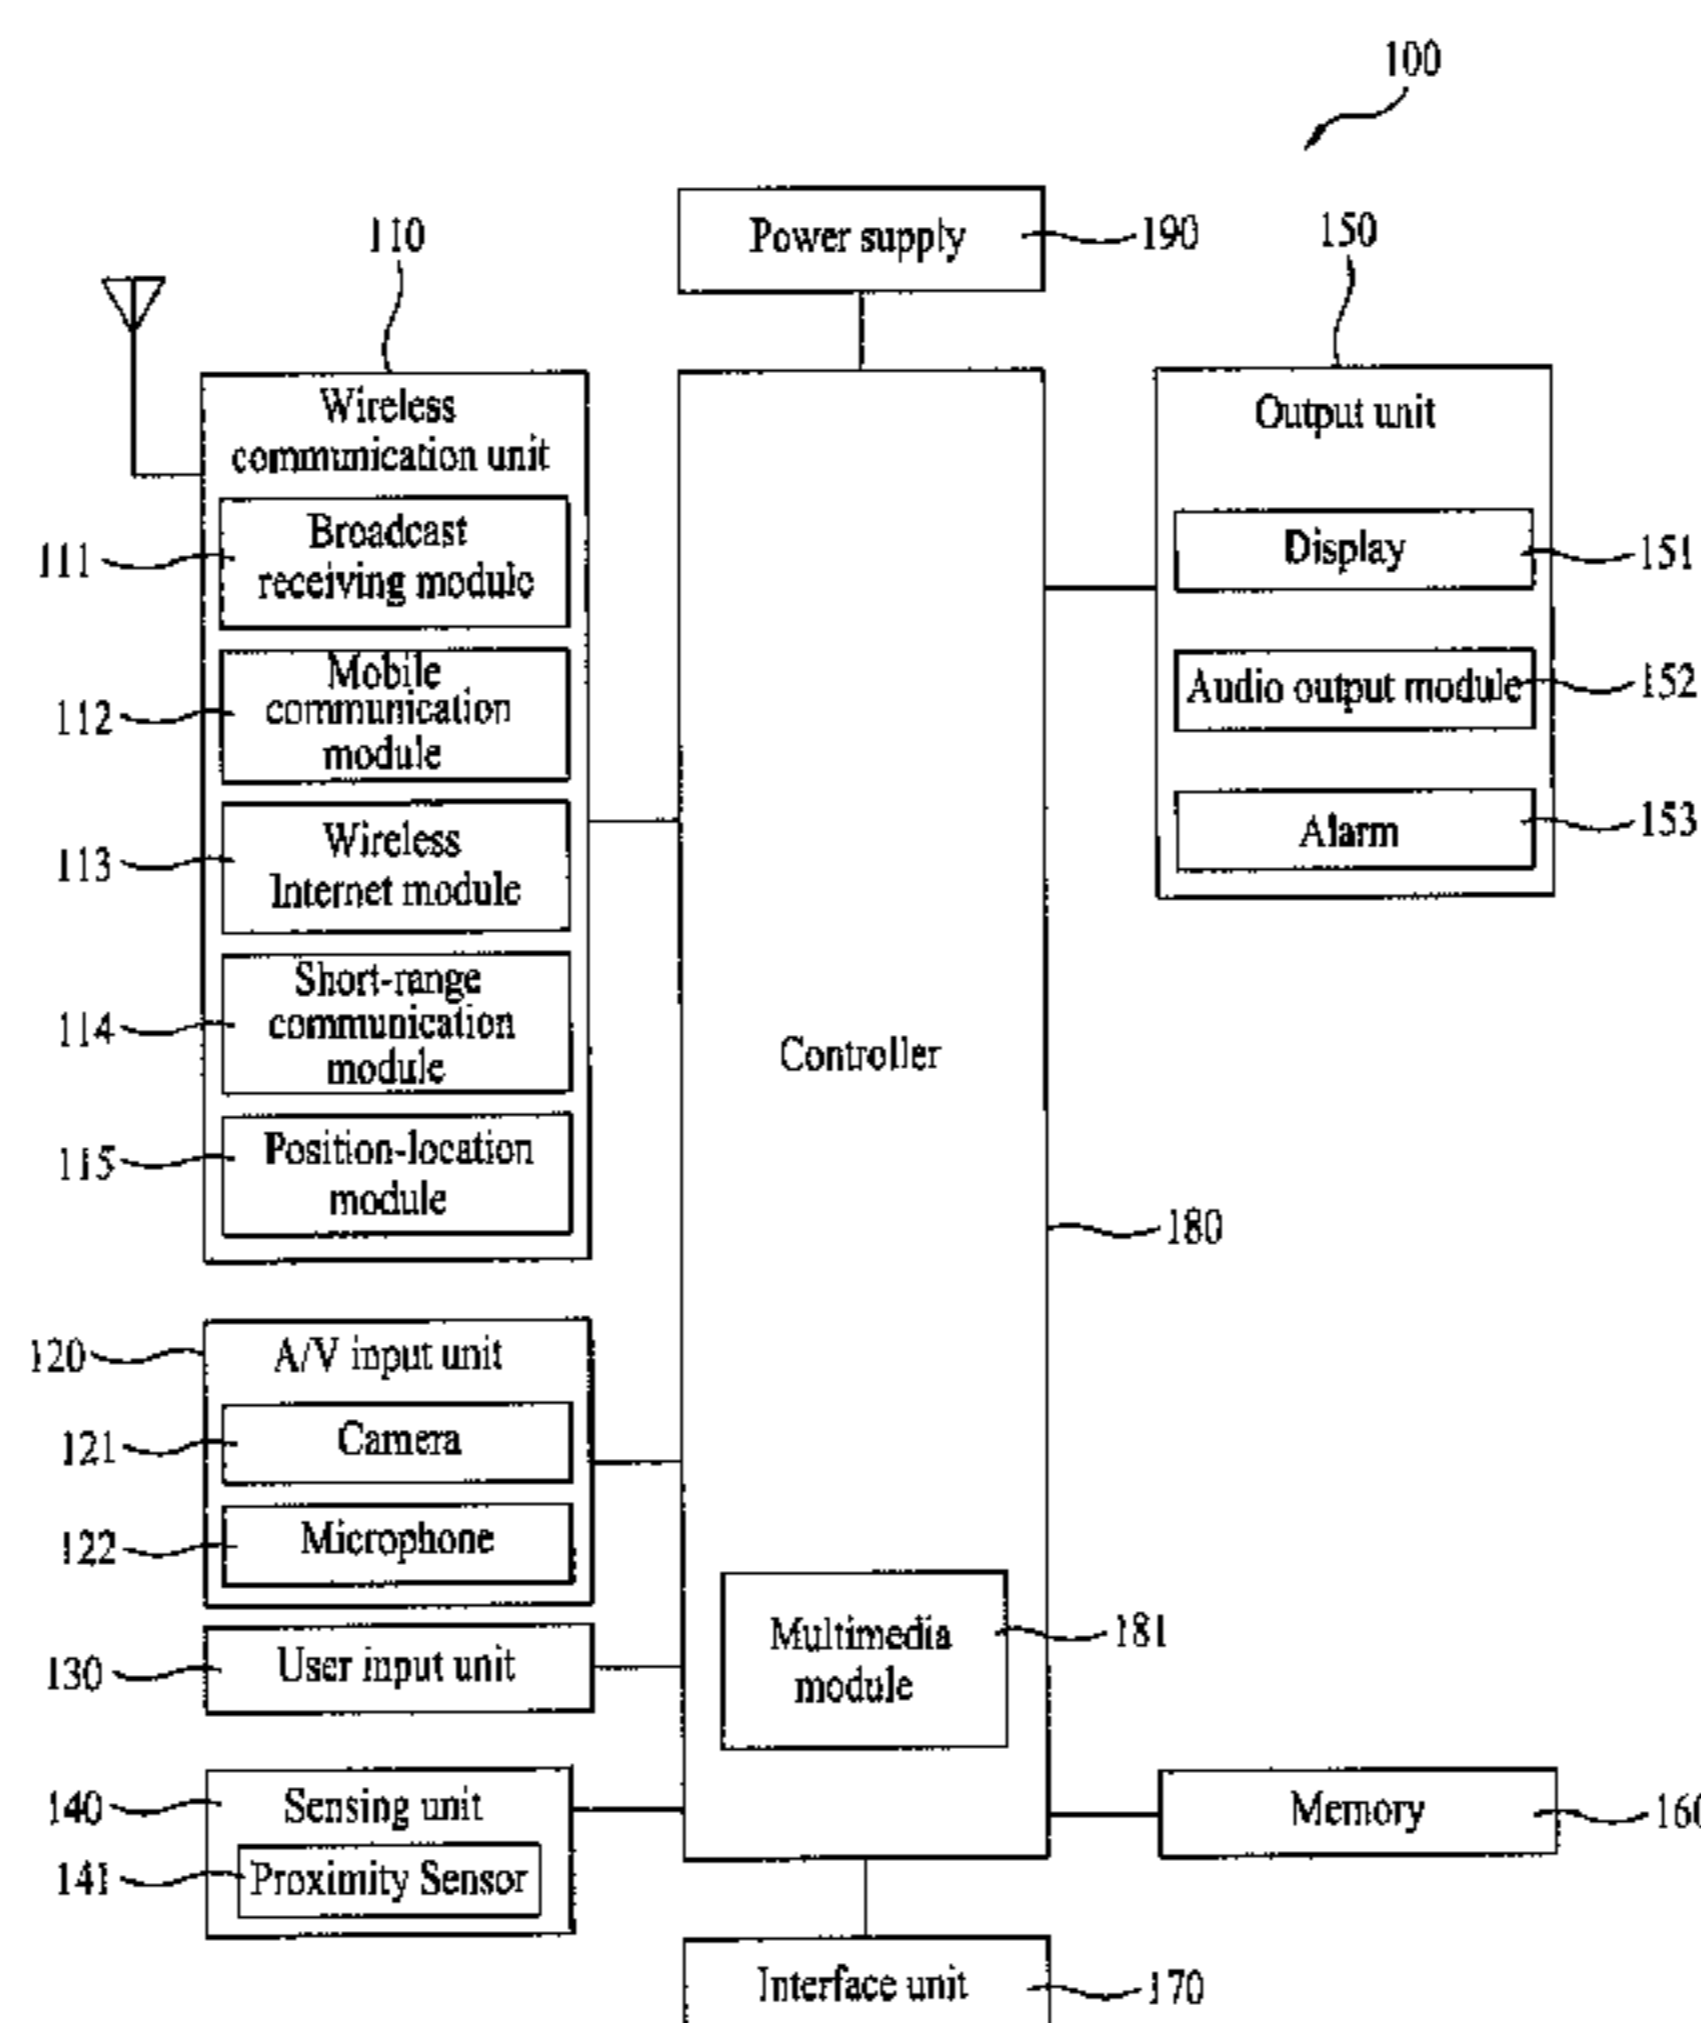 100
Power supply
190
110
150
Wireless
communication unit
Broadcast
receiving module
111
Mobile
communication
module
112
Wireless
Internet module
113
Short-range
communication
module
114
Position-location
module
115
Output unit
Display
151
Audio output module
152
Alarm
153
Controller
180
120
A/V input unit
121
Camera
122
Microphone
130
User input unit
Multimedia
module
181
140
Sensing unit
141
Proximity Sensor
Memory
160
Interface unit
170